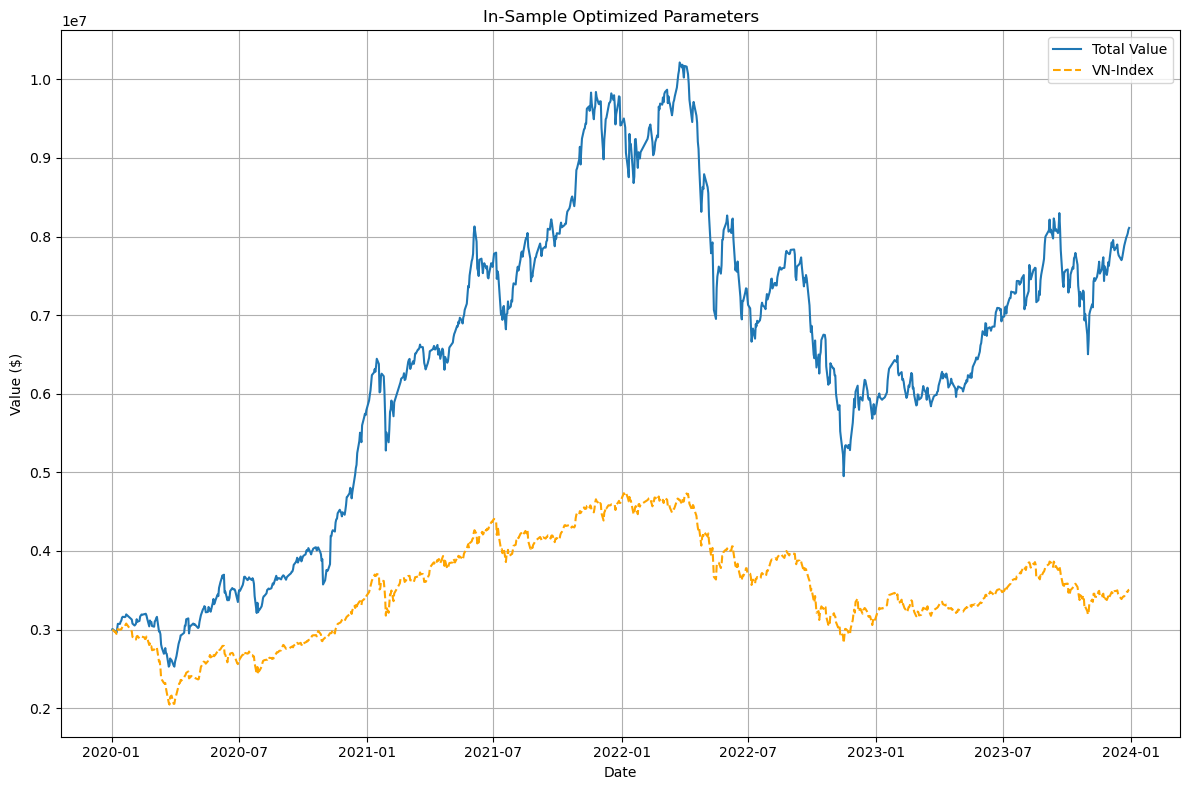 In-Sample Optimized Parameters
1e7
Total Value
VN-Index
1.0
0.9
0.8
0.7
0.6
0.5
0.4
0.3
0.2
Value ($)
2020-01 2020-07 2021-01 2021-07 2022-01 2022-07 2023-01 2023-07 2024-01
Date